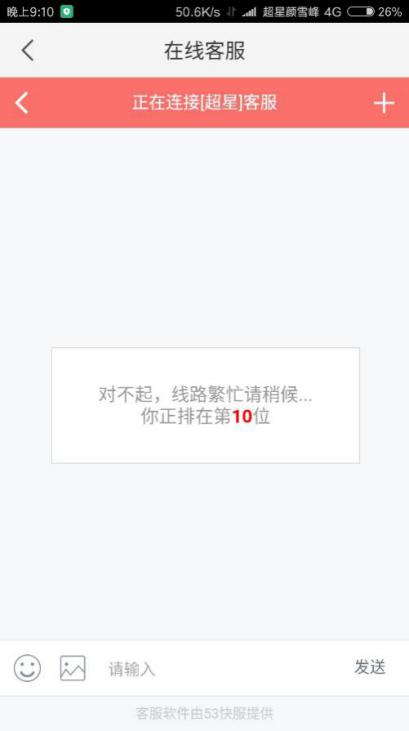 晚上9:10 50.6K/s 超星颜雪峰 4G 26%
在线客服
正在连接[超星]客服
对不起，线路繁忙请稍候...
你正排在第10位
请输入 发送
客服软件由53快服提供